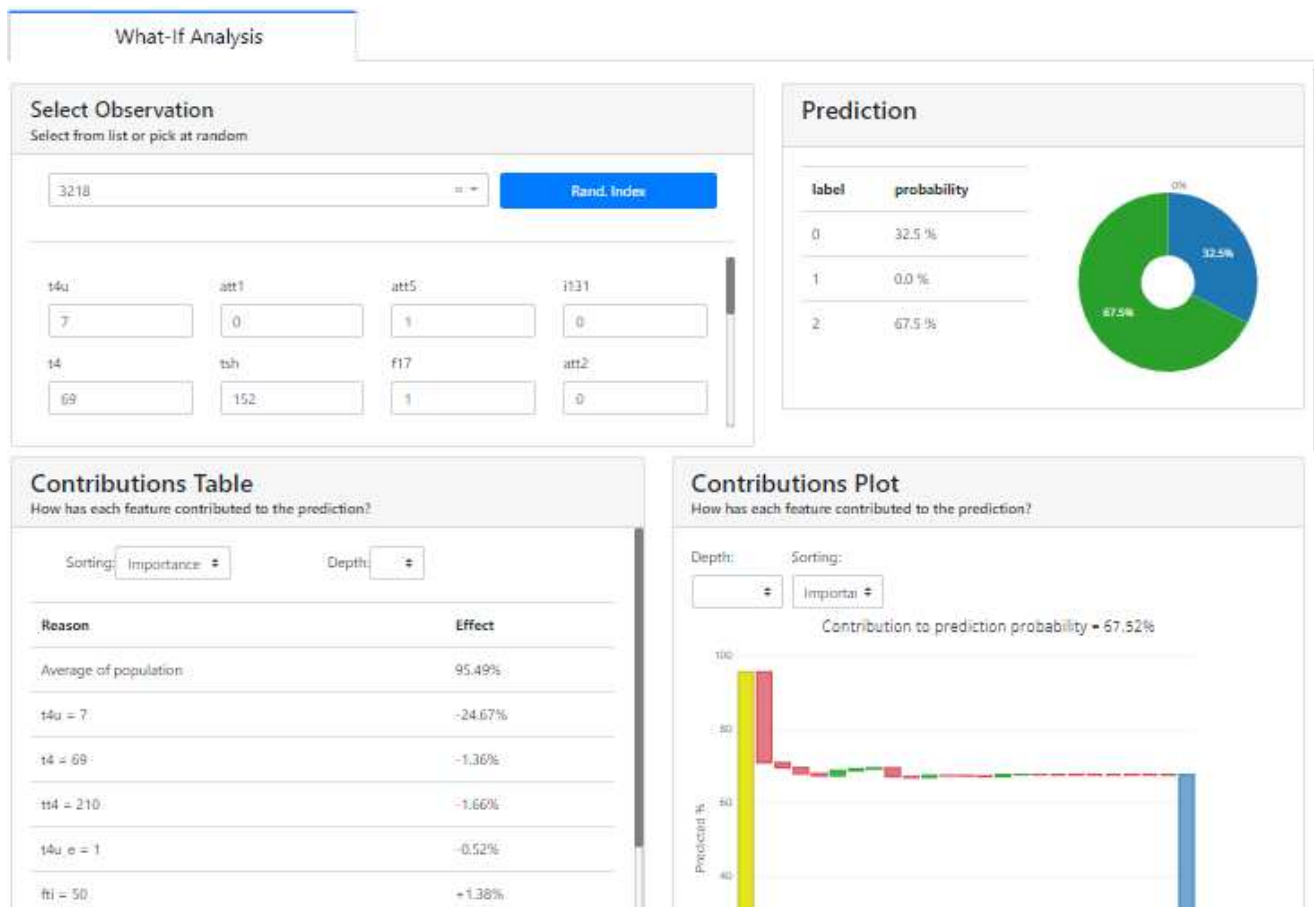 What-If Analysis
Select Observation
Select from list or pick at random
3218
Rand. Index
t4u att1 att5 i131
7 0 1 0
t4 tsh f17 att2
69 152 1 0
Prediction
label probability
0 32.5 %
1 0.0 %
2 67.5 %
0%
32.5%
67.5%
Contributions Table
How has each feature contributed to the prediction?
Sorting: Importance Depth:
Reason Effect
Average of population 95.49%
t4u = 7 -24.67%
t4 = 69 -1.36%
tt4 = 210 -1.66%
t4u_e = 1 -0.52%
fti = 50 +1.38%
Contributions Plot
How has each feature contributed to the prediction?
Depth: Sorting:
Importai
Contribution to prediction probability = 67.52%
100
80
60
40
Predicted %